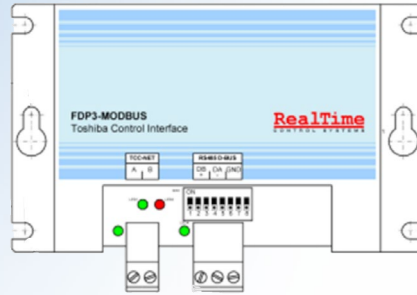 FDP3-MODBUS
Toshiba Control Interface
RealTime
CONTROL SYSTEMS
TCC-NET
A B
RS485 O-BUS
DB DA GND
+ -
ON
1 2 3 4 5 6 7 8